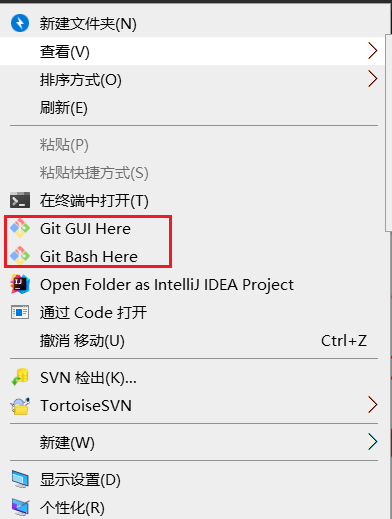 新建文件夹(N)
查看(V)
排序方式(O)
刷新(E)
粘贴(P)
粘贴快捷方式(S)
在终端中打开(T)
Git GUI Here
Git Bash Here
Open Folder as IntelliJ IDEA Project
通过 Code 打开
撤消 移动(U) Ctrl+Z
SVN 检出(K)...
TortoiseSVN
新建(W)
显示设置(D)
个性化(R)